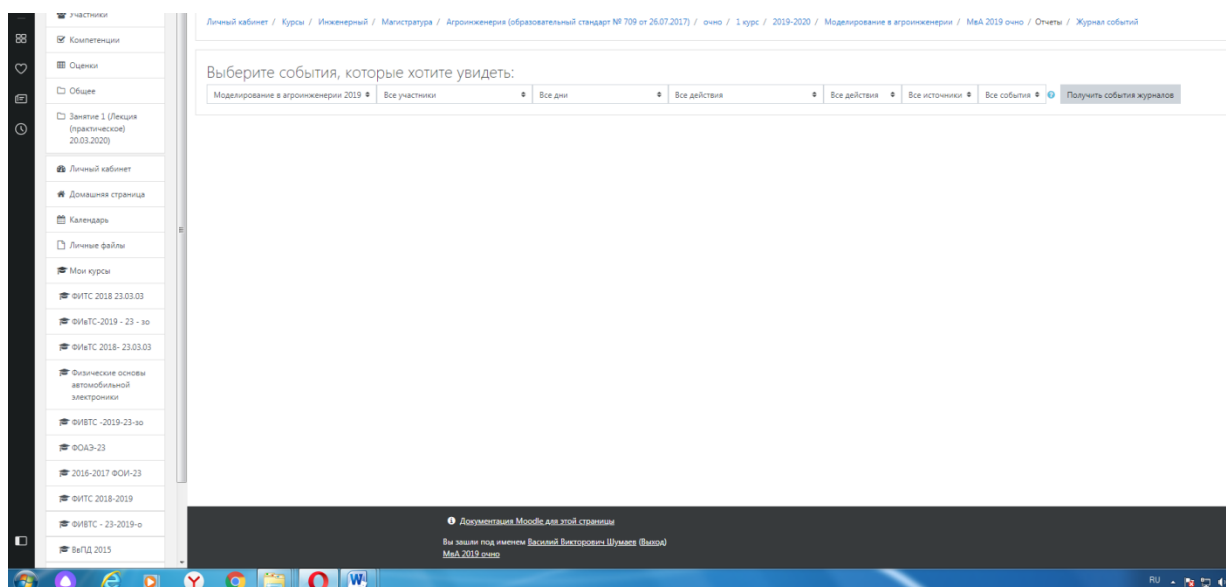 Участники
Личный кабинет / Курсы / Инженерный / Магистратура / Агроинженерия (образовательный стандарт № 709 от 26.07.2017) / очно / 1 курс / 2019-2020 / Моделирование в агроинженерии / МвА 2019 очно / Отчеты / Журнал событий
Компетенции
Оценки
Общее
Занятие 1 (Лекция
(практическое)
20.03.2020)
Выберите события, которые хотите увидеть:
Моделирование в агроинженерии 2019 Все участники Все дни Все действия Все действия Все источники Все события Получить события журналов
Личный кабинет
Домашняя страница
Календарь
Личные файлы
Мои курсы
ФИТС 2018 23.03.03
ФИвТС-2019 - 23 - зо
ФИвТС 2018- 23.03.03
Физические основы
автомобильной
электроники
ФИВТС -2019-23-зо
ФОАЭ-23
2016-2017 ФОИ-23
ФИТС 2018-2019
ФИВТС - 23-2019-о
ВвПД 2015
Документация Moodle для этой страницы
Вы зашли под именем Василий Викторович Шумаев (Выход)
МвА 2019 очно
RU